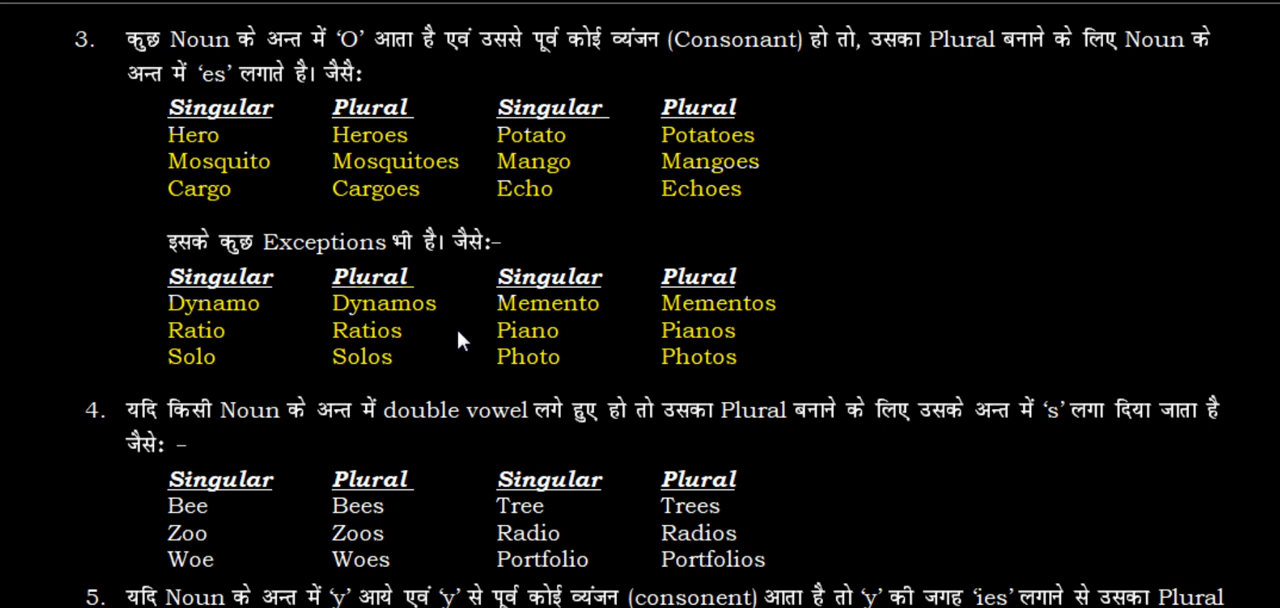 3. कुछ Noun के अन्त में ‘O’ आता है एवं उससे पूर्व कोई व्यंजन (Consonant) हो तो, उसका Plural बनाने के लिए Noun के
अन्त में ‘es’ लगाते है। जैसै:
Singular Plural Singular Plural
Hero Heroes Potato Potatoes
Mosquito Mosquitoes Mango Mangoes
Cargo Cargoes Echo Echoes
इसके कुछ Exceptions भी है। जैसे:-
Singular Plural Singular Plural
Dynamo Dynamos Memento Mementos
Ratio Ratios Piano Pianos
Solo Solos Photo Photos
4. यदि किसी Noun के अन्त में double vowel लगे हुए हो तो उसका Plural बनाने के लिए उसके अन्त में ‘s’ लगा दिया जाता है
जैसे: –
Singular Plural Singular Plural
Bee Bees Tree Trees
Zoo Zoos Radio Radios
Woe Woes Portfolio Portfolios
5. यदि Noun के अन्त में ‘y’ आये एवं ‘y’ से पूर्व कोई व्यंजन (consonent) आता है तो ‘y’ की जगह ‘ies’ लगाने से उसका Plural